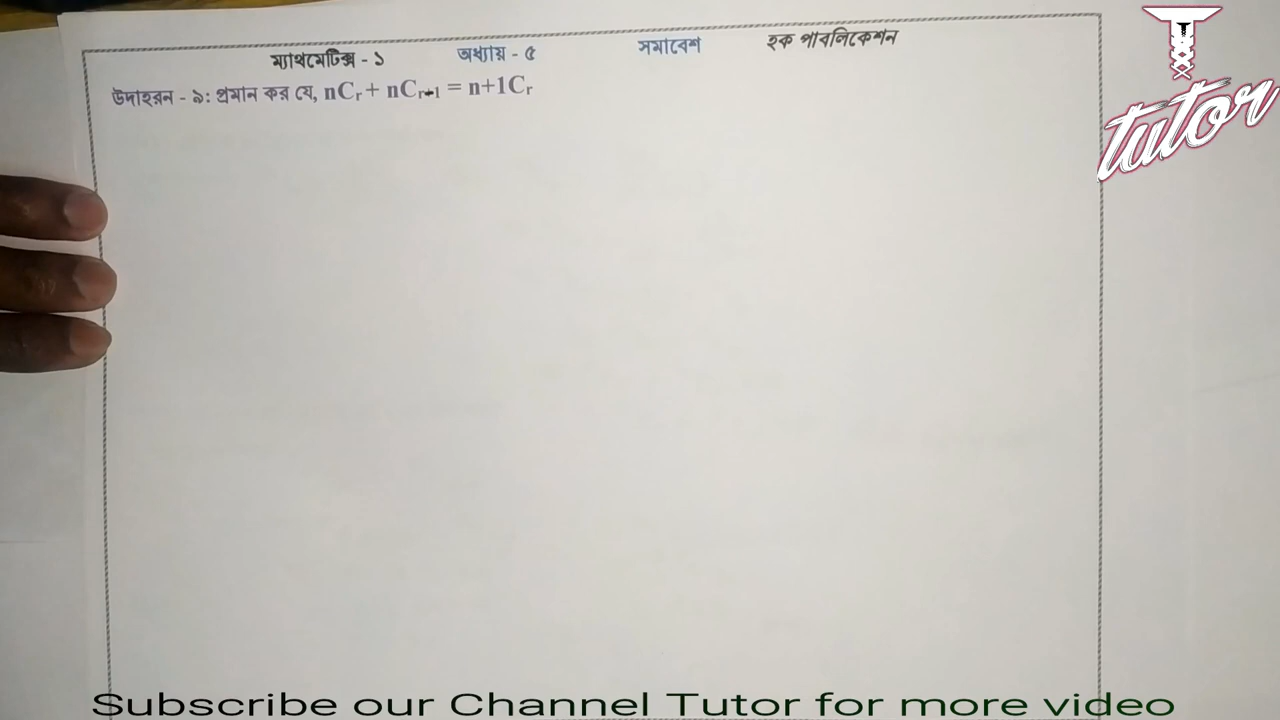 ম্যাথমেটিক্স - ১ অধ্যায় - ৫ সমাবেশ হক পাবলিকেশন
উদাহরন - ৯: প্রমান কর যে, nCᵣ + nCᵣ₋₁ = n+1Cᵣ
T
tutor
Subscribe our Channel Tutor for more video